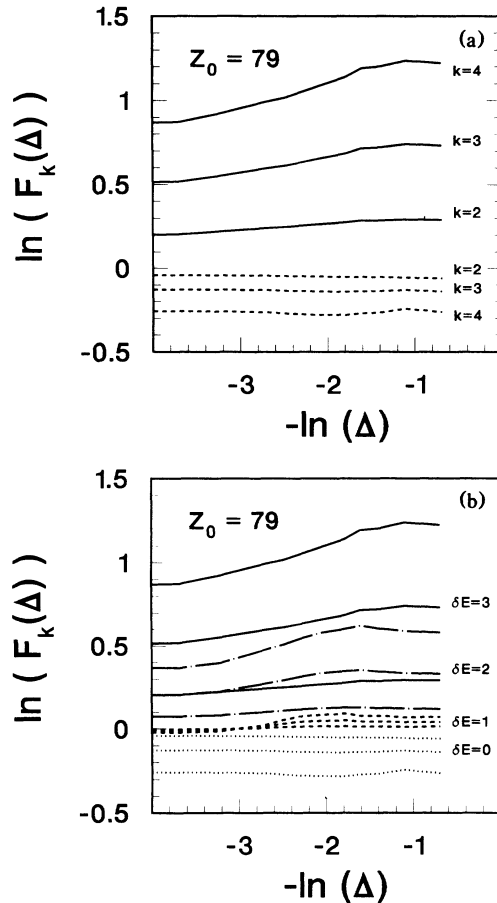 (a)
Z₀ = 79
k=4
k=3
k=2
k=2
k=3
k=4
1.5
1
0.5
0
-0.5
ln ( Fₖ(Δ) )
-3
-2
-1
-ln (Δ)
(b)
Z₀ = 79
δE=3
δE=2
δE=1
δE=0
1.5
1
0.5
0
-0.5
ln ( Fₖ(Δ) )
-3
-2
-1
-ln (Δ)